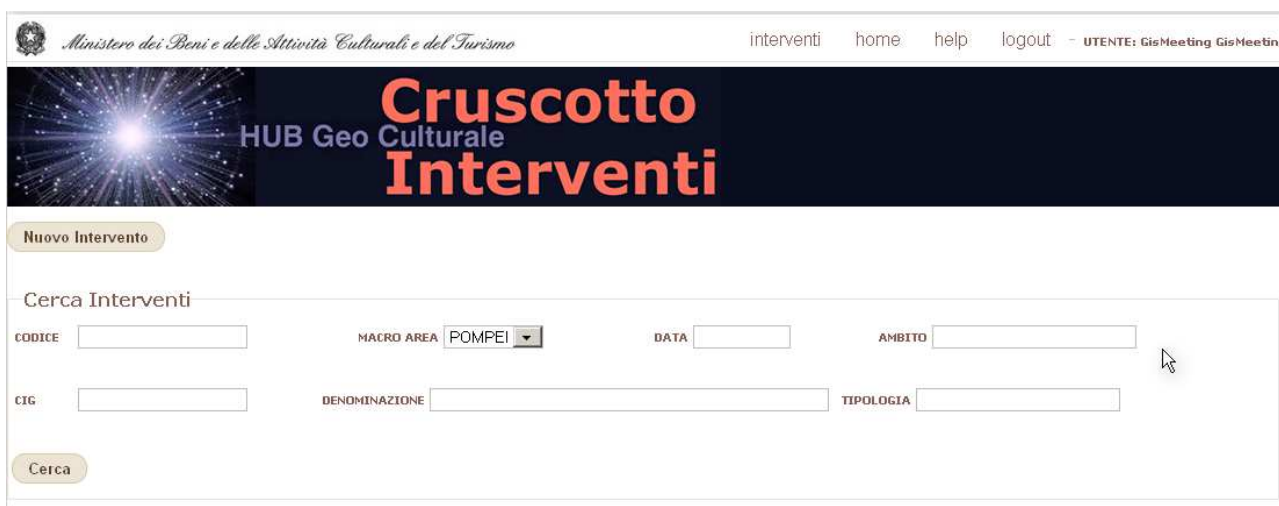 Ministero dei Beni e delle Attività Culturali e del Turismo interventi home help logout - UTENTE: GisMeeting GisMeetin
Cruscotto
HUB Geo Culturale
Interventi
Nuovo Intervento
Cerca Interventi
CODICE MACRO AREA POMPEI DATA AMBITO
CIG DENOMINAZIONE TIPOLOGIA
Cerca